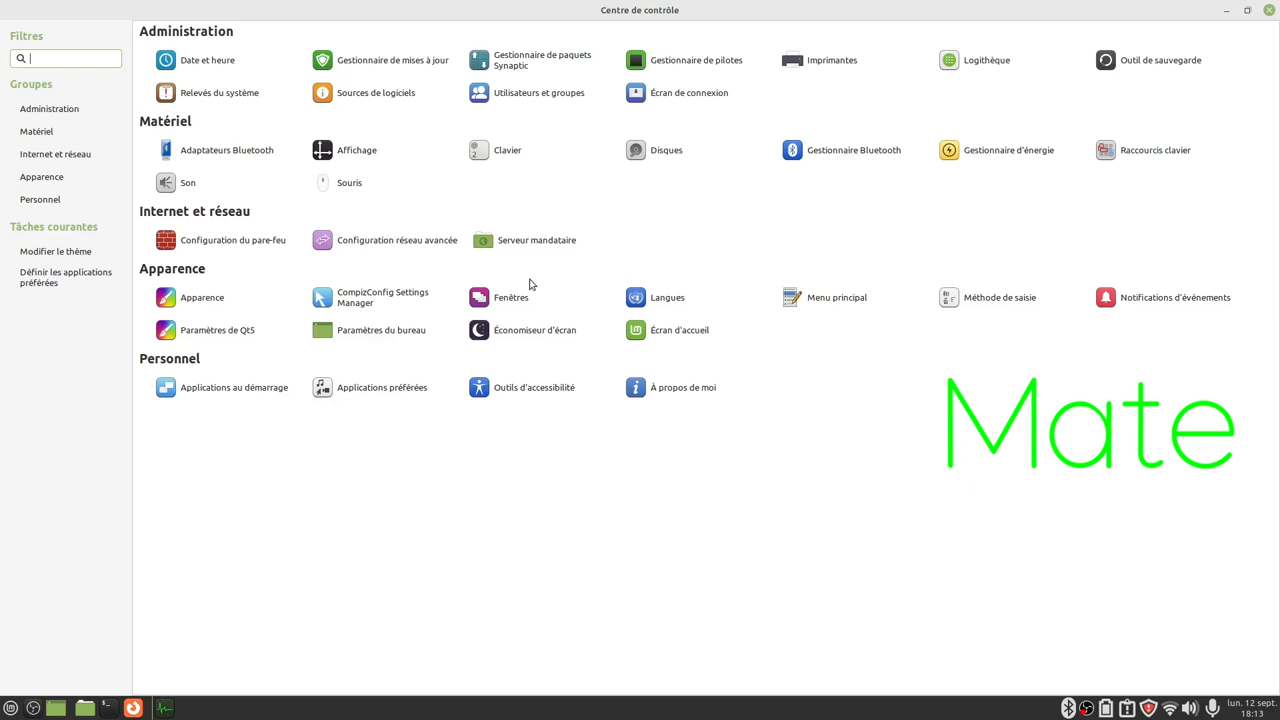 Centre de contrôle
Filtres
Groupes
Administration
Matériel
Internet et réseau
Apparence
Personnel
Tâches courantes
Modifier le thème
Définir les applications
préférées
Administration
Date et heure
Gestionnaire de mises à jour
Gestionnaire de paquets
Synaptic
Gestionnaire de pilotes
Imprimantes
Logithèque
Outil de sauvegarde
Relevés du système
Sources de logiciels
Utilisateurs et groupes
Écran de connexion
Matériel
Adaptateurs Bluetooth
Affichage
Clavier
Disques
Gestionnaire Bluetooth
Gestionnaire d'énergie
Raccourcis clavier
Son
Souris
Internet et réseau
Configuration du pare-feu
Configuration réseau avancée
Serveur mandataire
Apparence
Apparence
CompizConfig Settings
Manager
Fenêtres
Langues
Menu principal
Méthode de saisie
Notifications d'événements
Paramètres de Qt5
Paramètres du bureau
Économiseur d'écran
Écran d'accueil
Personnel
Applications au démarrage
Applications préférées
Outils d'accessibilité
À propos de moi
Mate
lun. 12 sept.
18:13